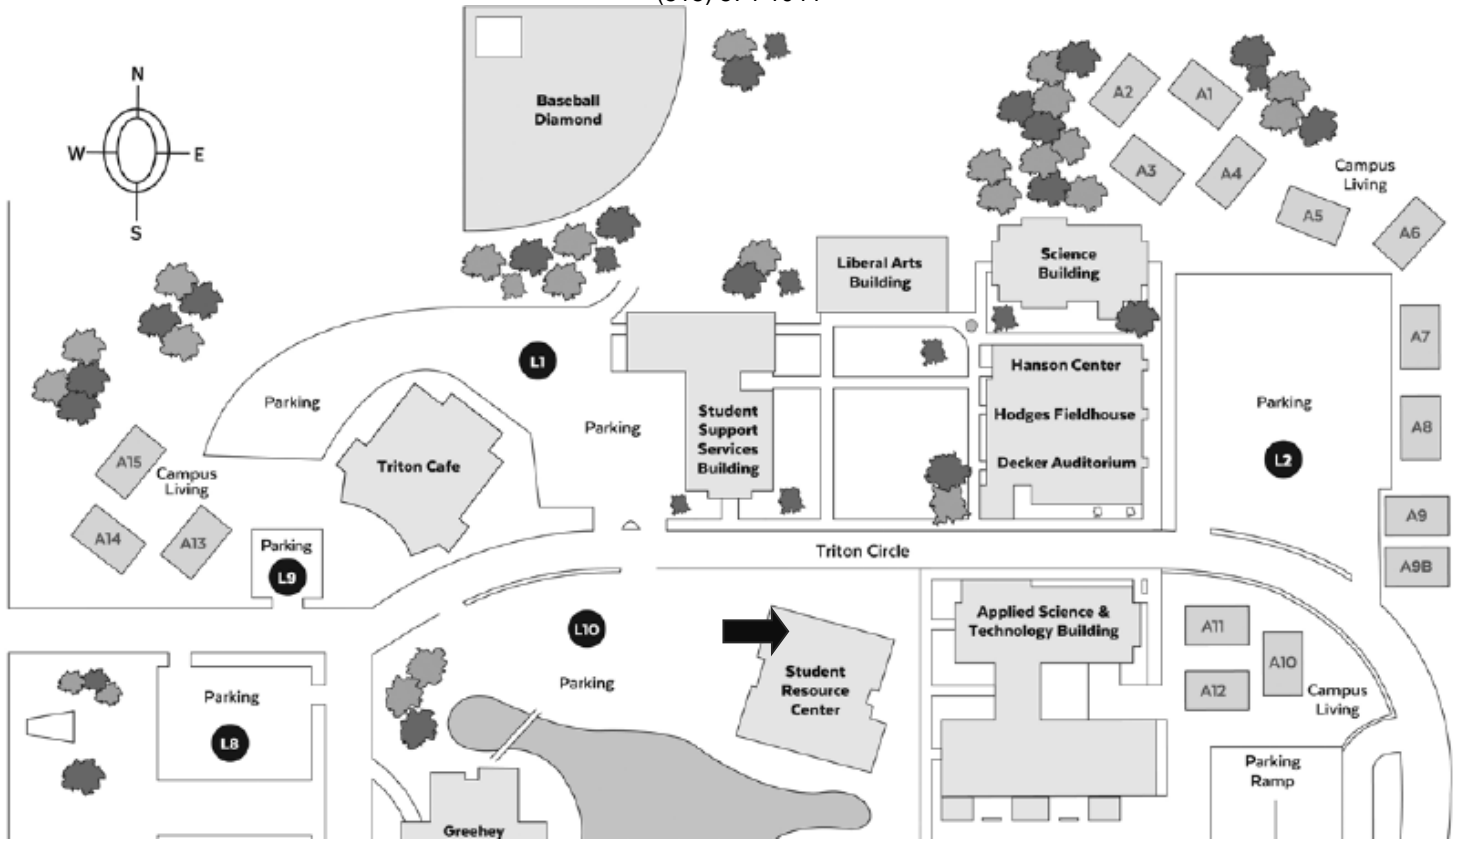 N
W
E
S
Baseball
Diamond
A2
A1
A3
A4
Campus
Living
A5
A6
Liberal Arts
Building
Science
Building
L1
Parking
Parking
Student
Support
Services
Building
Triton Cafe
Hanson Center
Hodges Fieldhouse
Decker Auditorium
Parking
L2
A7
A8
A9
A9B
A15
Campus
Living
A14
A13
Parking
L9
Triton Circle
L10
Parking
Student
Resource
Center
Applied Science &
Technology Building
A11
A10
A12
Campus
Living
Parking
L8
Greehey
Parking
Ramp